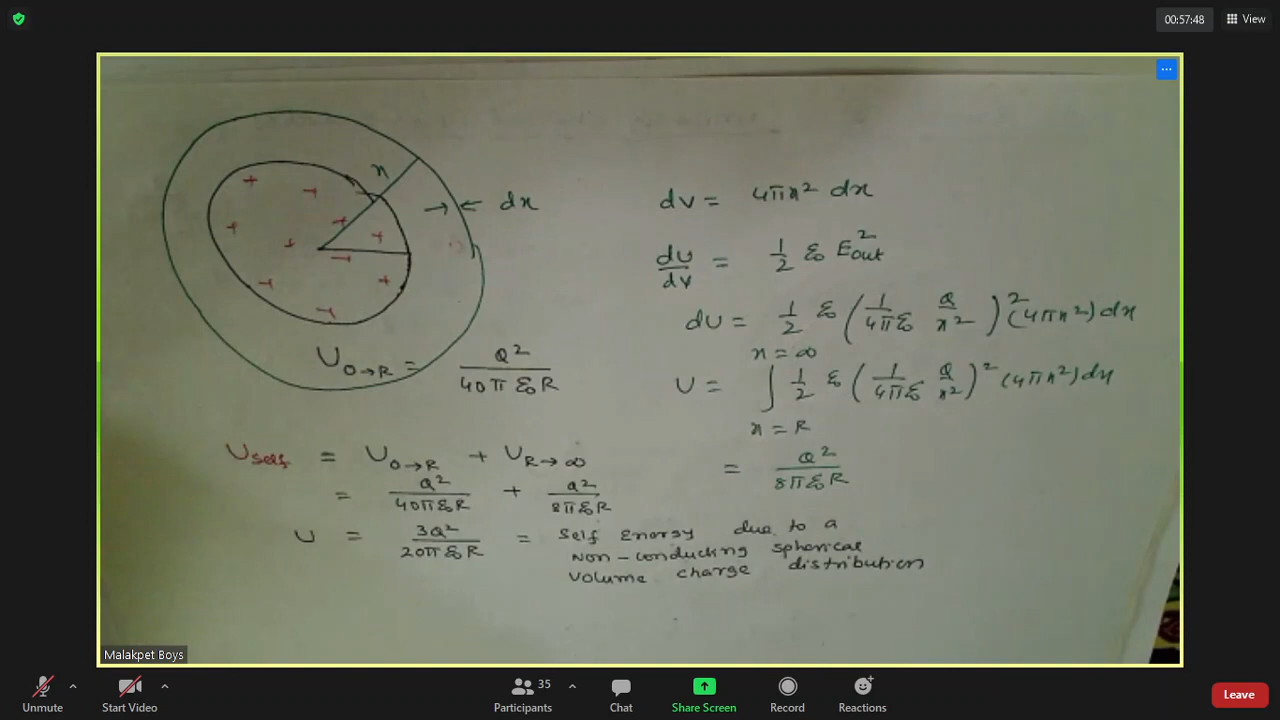 00:57:48
View
x
dx
dv = 4πx² dx
dU/dV = 1/2 ε₀ E²out
dU = 1/2 ε₀ (1/4πε₀ Q/x²)² (4πx²) dx
x = ∞
U = ∫ 1/2 ε₀ (1/4πε₀ Q/x²)² (4πx²) dx
x = R
= Q²/8πε₀R
U₀→R = Q²/40πε₀R
Uself = U₀→R + UR→∞
= Q²/40πε₀R + Q²/8πε₀R
U = 3Q²/20πε₀R = Self Energy due to a
Non-conducting spherical
volume charge distribution
Malakpet Boys
Unmute
Start Video
35
Participants
Chat
Share Screen
Record
Reactions
Leave